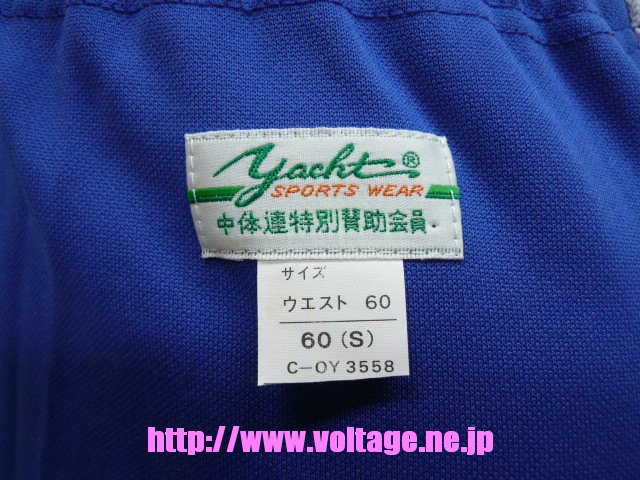 yacht®
SPORTS WEAR
中体連特別賛助会員
サイズ
ウエスト 60
60 (S)
C-OY 3558
http://www.voltage.ne.jp